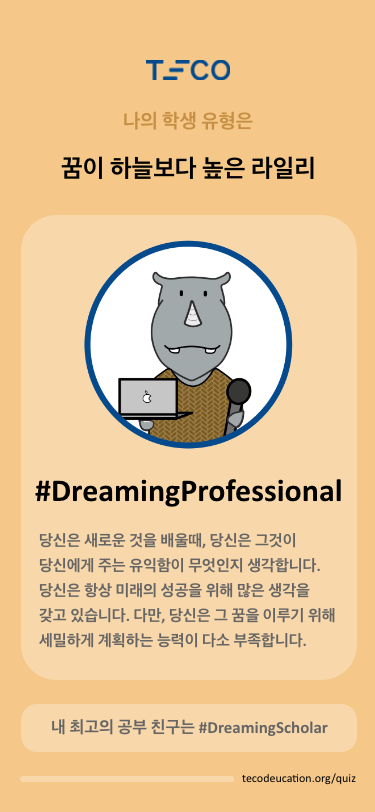 TECO
나의 학생 유형은
꿈이 하늘보다 높은 라일리
#DreamingProfessional
당신은 새로운 것을 배울때, 당신은 그것이
당신에게 주는 유익함이 무엇인지 생각합니다.
당신은 항상 미래의 성공을 위해 많은 생각을
갖고 있습니다. 다만, 당신은 그 꿈을 이루기 위해
세밀하게 계획하는 능력이 다소 부족합니다.
내 최고의 공부 친구는 #DreamingScholar
tecodeucation.org/quiz